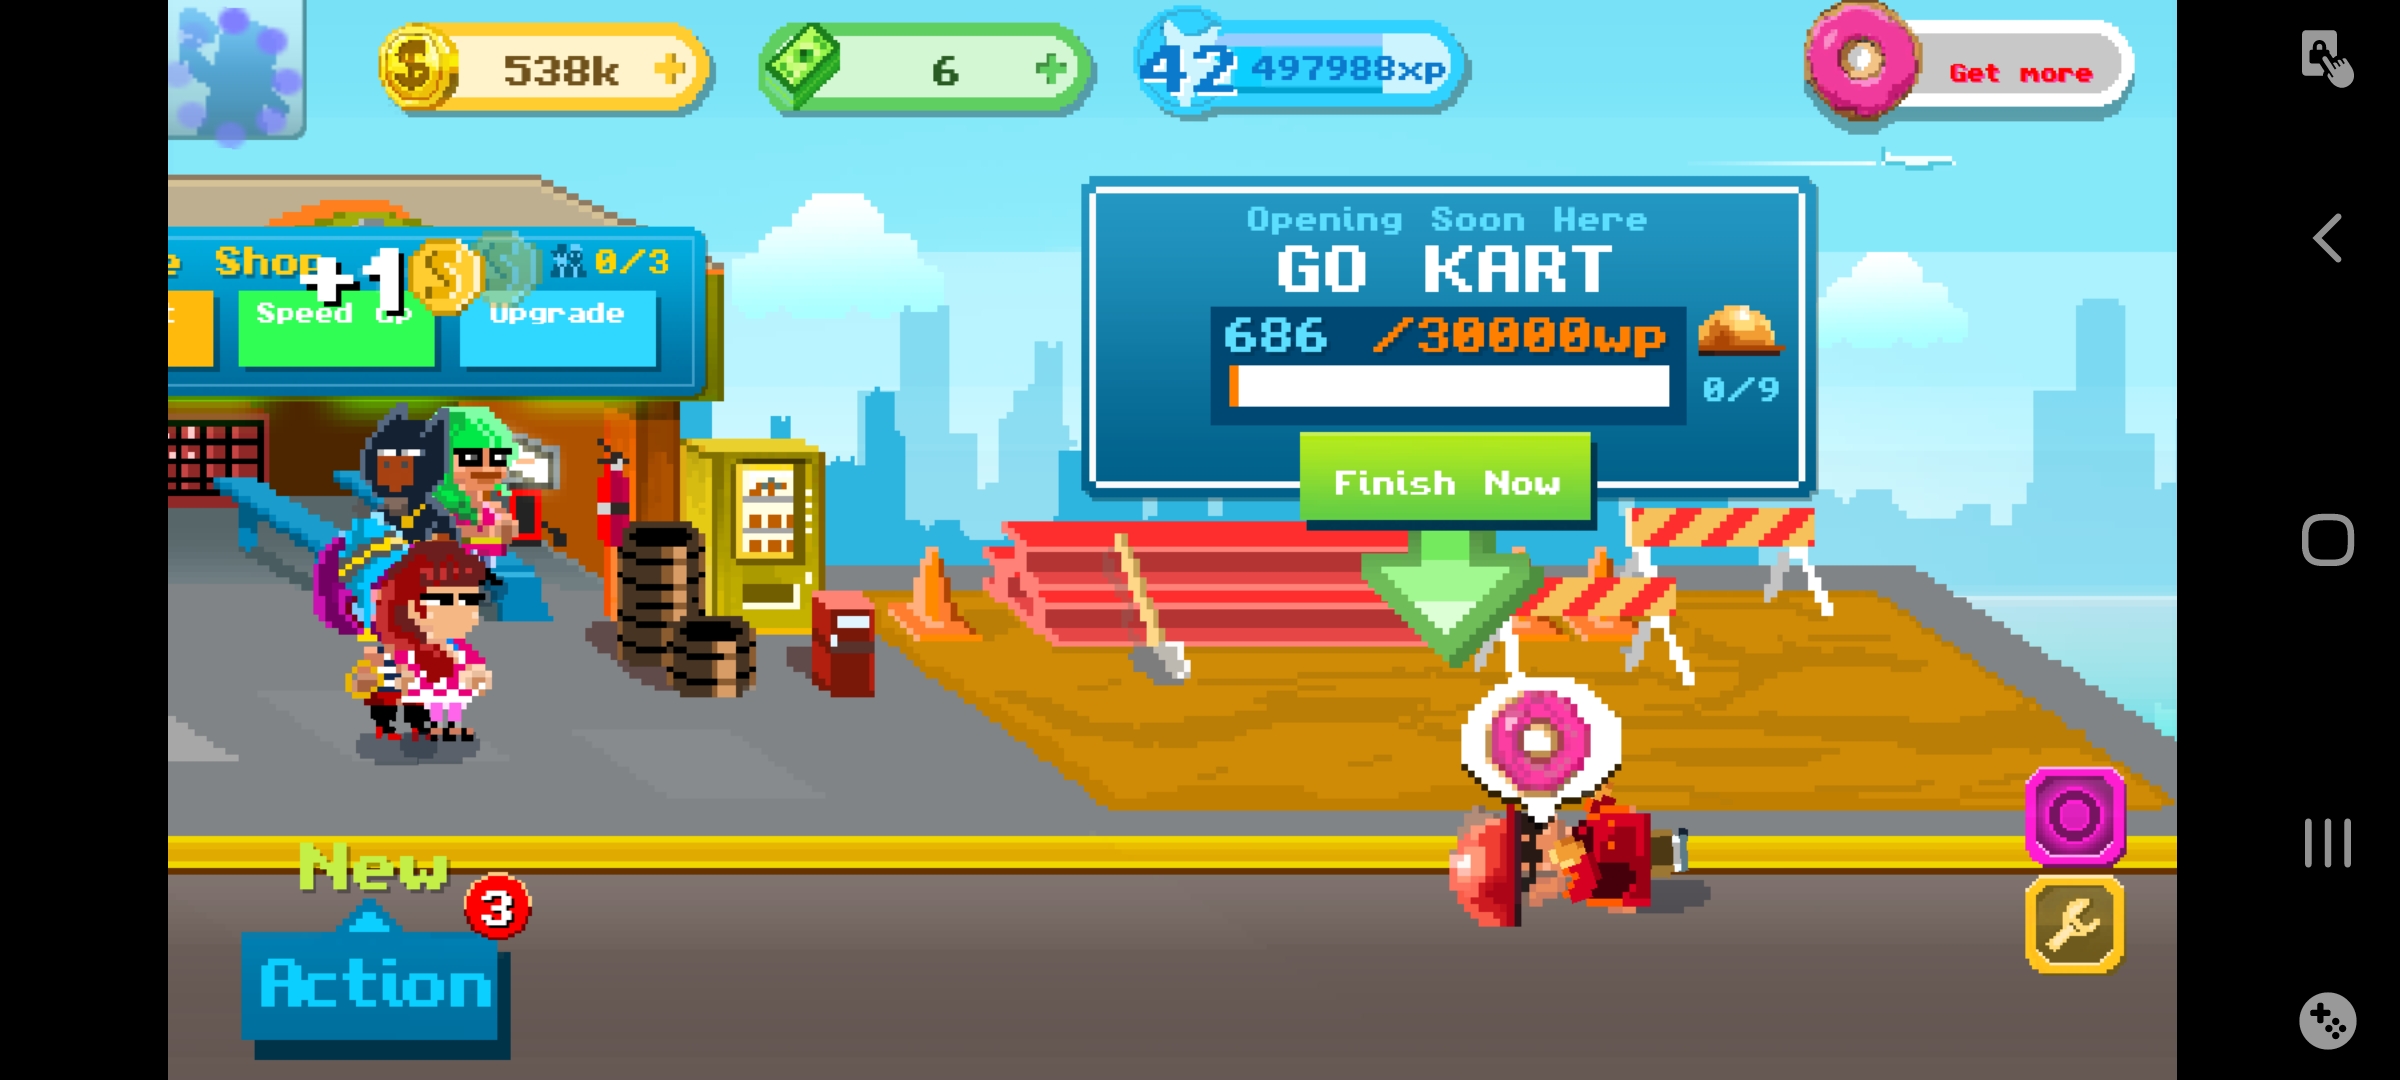 538k
6
42 497988xp
Get more
Opening Soon Here
GO KART
686 /30000wp
0/9
Finish Now
e Shop 0/3
+1
t
Speed Up
Upgrade
New
3
Action